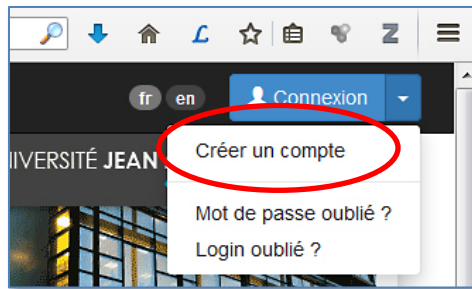 fr en Connexion
Créer un compte
IVERSITÉ JEAN
Mot de passe oublié ?
Login oublié ?